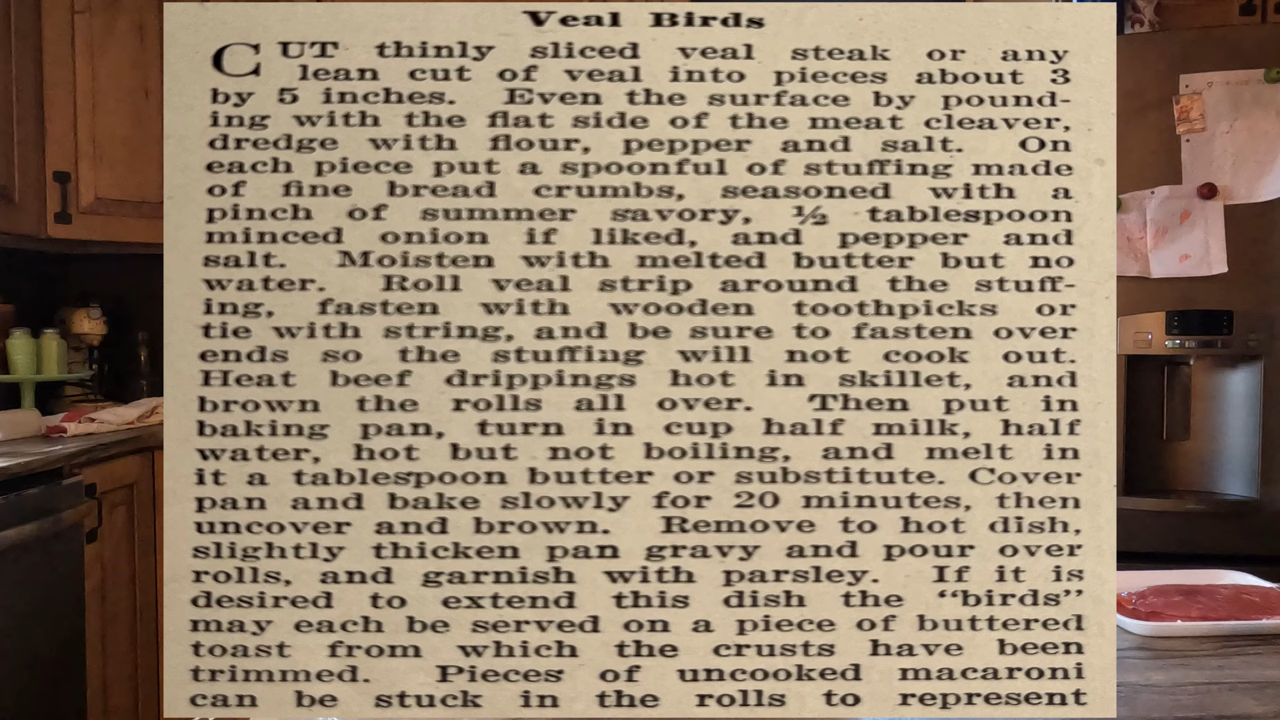 Veal Birds
CUT thinly sliced veal steak or any
lean cut of veal into pieces about 3
by 5 inches. Even the surface by pound-
ing with the flat side of the meat cleaver,
dredge with flour, pepper and salt. On
each piece put a spoonful of stuffing made
of fine bread crumbs, seasoned with a
pinch of summer savory, ½ tablespoon
minced onion if liked, and pepper and
salt. Moisten with melted butter but no
water. Roll veal strip around the stuff-
ing, fasten with wooden toothpicks or
tie with string, and be sure to fasten over
ends so the stuffing will not cook out.
Heat beef drippings hot in skillet, and
brown the rolls all over. Then put in
baking pan, turn in cup half milk, half
water, hot but not boiling, and melt in
it a tablespoon butter or substitute. Cover
pan and bake slowly for 20 minutes, then
uncover and brown. Remove to hot dish,
slightly thicken pan gravy and pour over
rolls, and garnish with parsley. If it is
desired to extend this dish the "birds"
may each be served on a piece of buttered
toast from which the crusts have been
trimmed. Pieces of uncooked macaroni
can be stuck in the rolls to represent